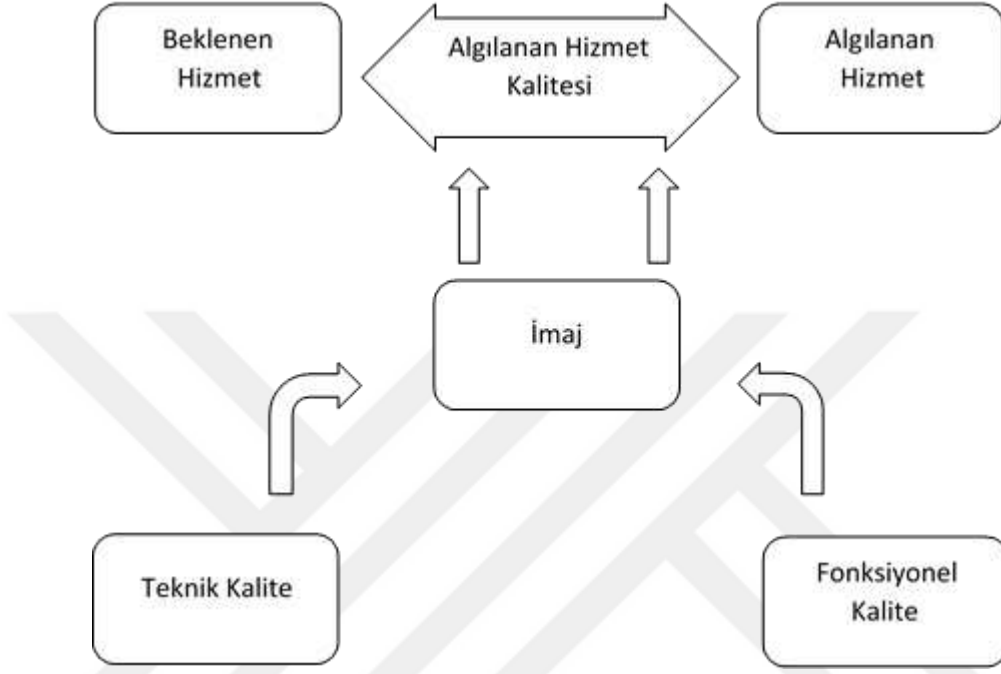 Beklenen
Hizmet
Algılanan Hizmet
Kalitesi
Algılanan
Hizmet
İmaj
Teknik Kalite
Fonksiyonel
Kalite